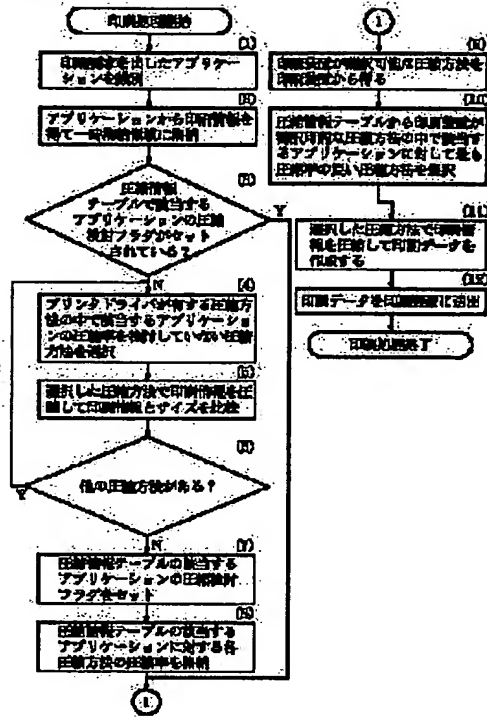 印刷処理開始
[1]
印刷要求を出したアプリケ
ーションを識別
[2]
アプリケーションから印刷情報を
得て一時格納領域に格納
[3]
圧縮情報
テーブルで該当する
アプリケーションの圧縮
検討フラグがセット
されている?
Y
N
[4]
プリンタドライバが有する圧縮方
法の中で該当するアプリケーショ
ンの圧縮率を検討していない圧縮
方法を選択
[5]
選択した圧縮方法で印刷情報を圧
縮して印刷情報とサイズを比較
[6]
他の圧縮方法がある?
Y
N
[7]
圧縮情報テーブルの該当する
アプリケーションの圧縮検討
フラグをセット
[8]
圧縮情報テーブルの該当する
アプリケーションに対する各
圧縮方法の圧縮率を格納
1
1
[9]
印刷装置が解釈可能な圧縮方法を
印刷装置から得る
[10]
圧縮情報テーブルから印刷装置が
解釈可能な圧縮方法の中で該当す
るアプリケーションに対して最も
圧縮率の良い圧縮方法を選択
[11]
選択した圧縮方法で印刷情
報を圧縮して印刷データを
作成する
[12]
印刷データを印刷装置に送出
印刷処理終了